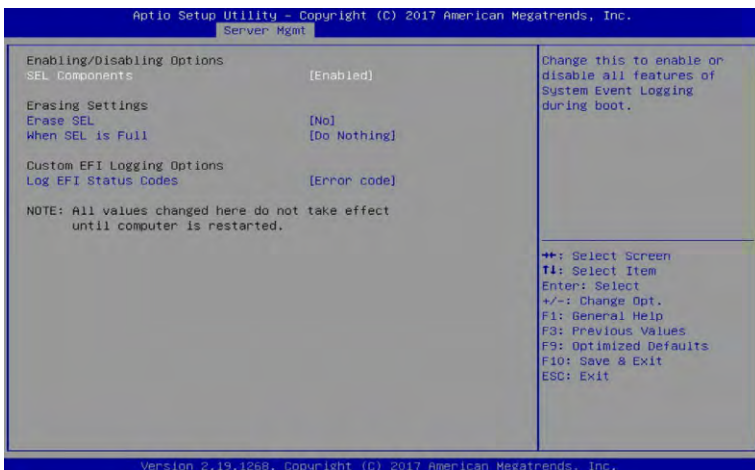 Aptio Setup Utility – Copyright (C) 2017 American Megatrends, Inc.
Server Mgmt
Enabling/Disabling Options
SEL Components [Enabled]
Erasing Settings
Erase SEL [No]
When SEL is Full [Do Nothing]
Custom EFI Logging Options
Log EFI Status Codes [Error code]
NOTE: All values changed here do not take effect
until computer is restarted.
Change this to enable or
disable all features of
System Event Logging
during boot.
→←: Select Screen
↑↓: Select Item
Enter: Select
+/-: Change Opt.
F1: General Help
F3: Previous Values
F9: Optimized Defaults
F10: Save & Exit
ESC: Exit
Version 2.19.1268. Copyright (C) 2017 American Megatrends, Inc.